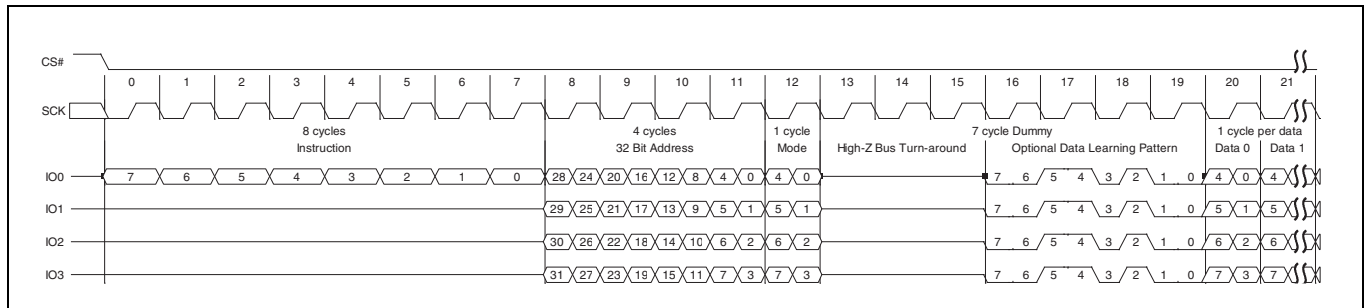 CS#
0 1 2 3 4 5 6 7 8 9 10 11 12 13 14 15 16 17 18 19 20 21
SCK
8 cycles 4 cycles 1 cycle 7 cycle Dummy 1 cycle per data
Instruction 32 Bit Address Mode High-Z Bus Turn-around Optional Data Learning Pattern Data 0 Data 1
IO0 7 6 5 4 3 2 1 0 28 24 20 16 12 8 4 0 4 0 7 6 5 4 3 2 1 0 4 0 4
IO1 29 25 21 17 13 9 5 1 5 1 7 6 5 4 3 2 1 0 5 1 5
IO2 30 26 22 18 14 10 6 2 6 2 7 6 5 4 3 2 1 0 6 2 6
IO3 31 27 23 19 15 11 7 3 7 3 7 6 5 4 3 2 1 0 7 3 7